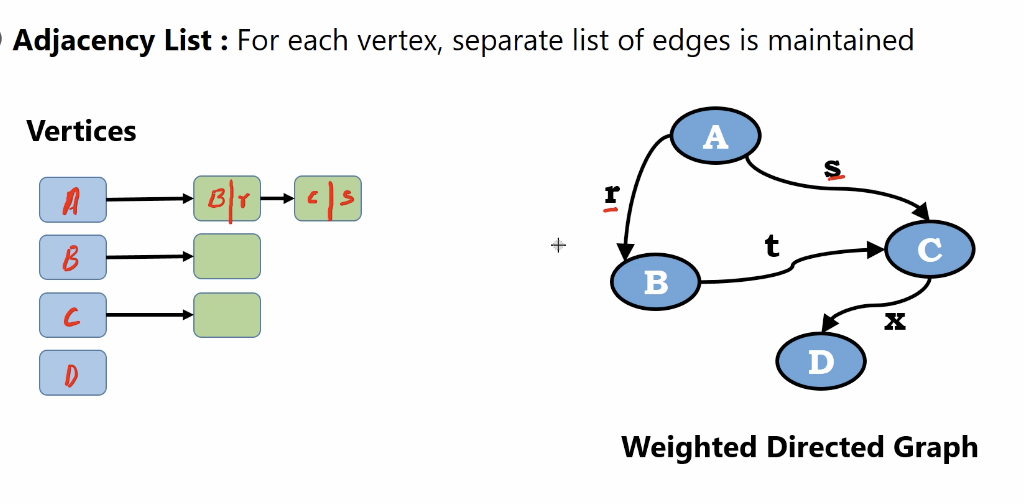 Adjacency List : For each vertex, separate list of edges is maintained
Vertices
A B|r c|s
B
C
D
A
s
r
t
C
B
x
D
Weighted Directed Graph